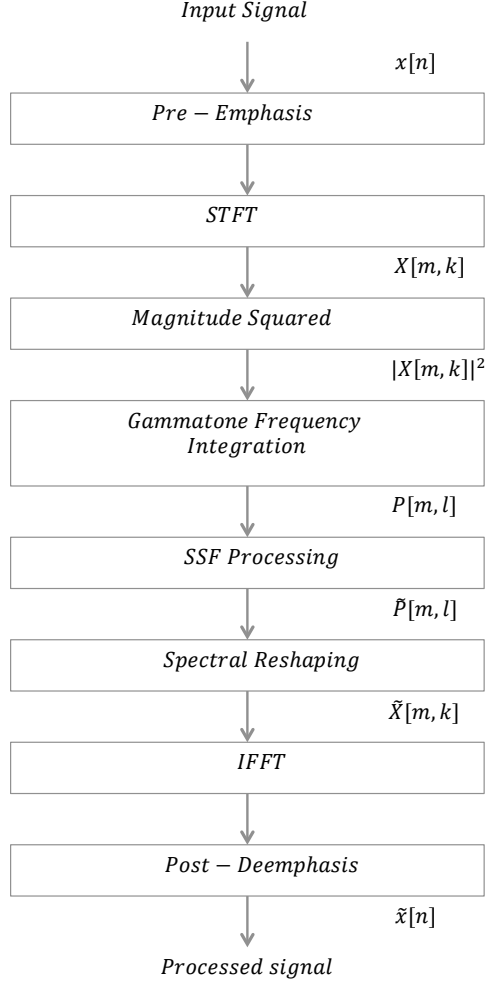 Input Signal
x[n]
Pre − Emphasis
STFT
X[m, k]
Magnitude Squared
|X[m, k]|²
Gammatone Frequency
Integration
P[m, l]
SSF Processing
P̃[m, l]
Spectral Reshaping
X̃[m, k]
IFFT
Post − Deemphasis
x̃[n]
Processed signal